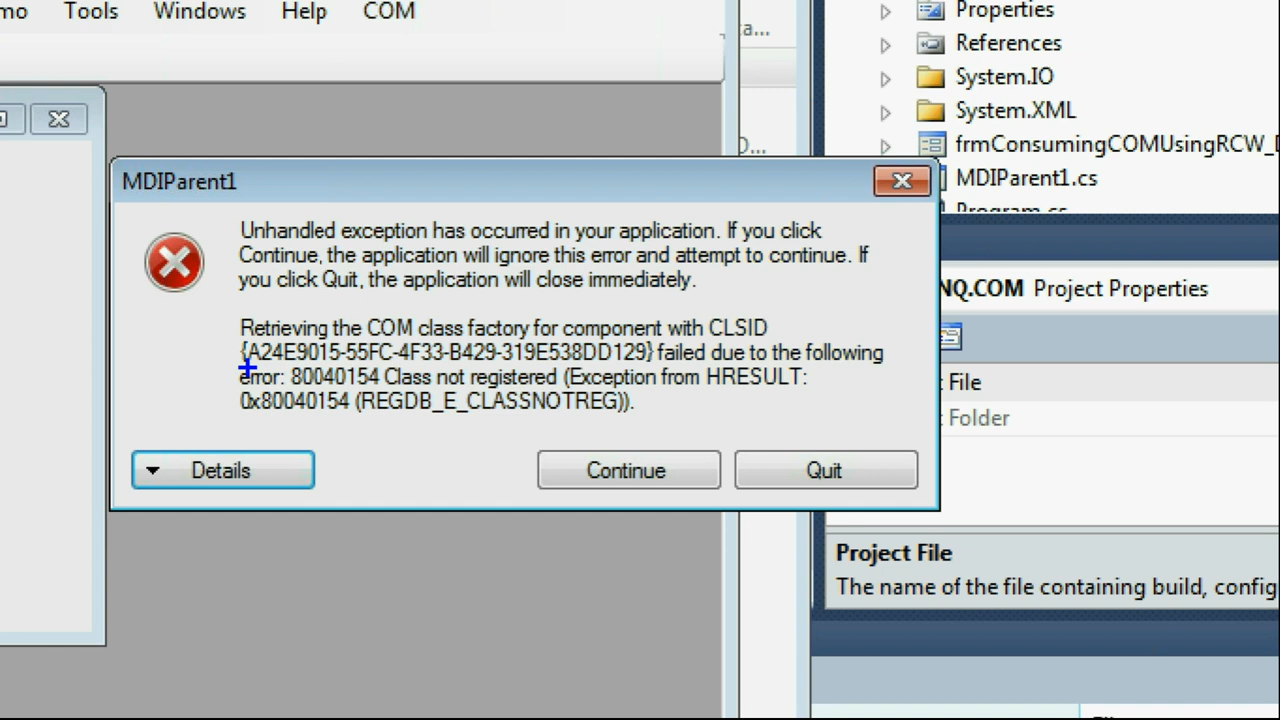 Tools Windows Help COM
Properties
References
System.IO
System.XML
frmConsumingCOMUsingRCW_
MDIParent1.cs
Program.cs
MDIParent1
Unhandled exception has occurred in your application. If you click
Continue, the application will ignore this error and attempt to continue. If
you click Quit, the application will close immediately.
Retrieving the COM class factory for component with CLSID
{A24E9015-55FC-4F33-B429-319E538DD129} failed due to the following
error: 80040154 Class not registered (Exception from HRESULT:
0x80040154 (REGDB_E_CLASSNOTREG)).
Details Continue Quit
NQ.COM Project Properties
File
Folder
Project File
The name of the file containing build, config